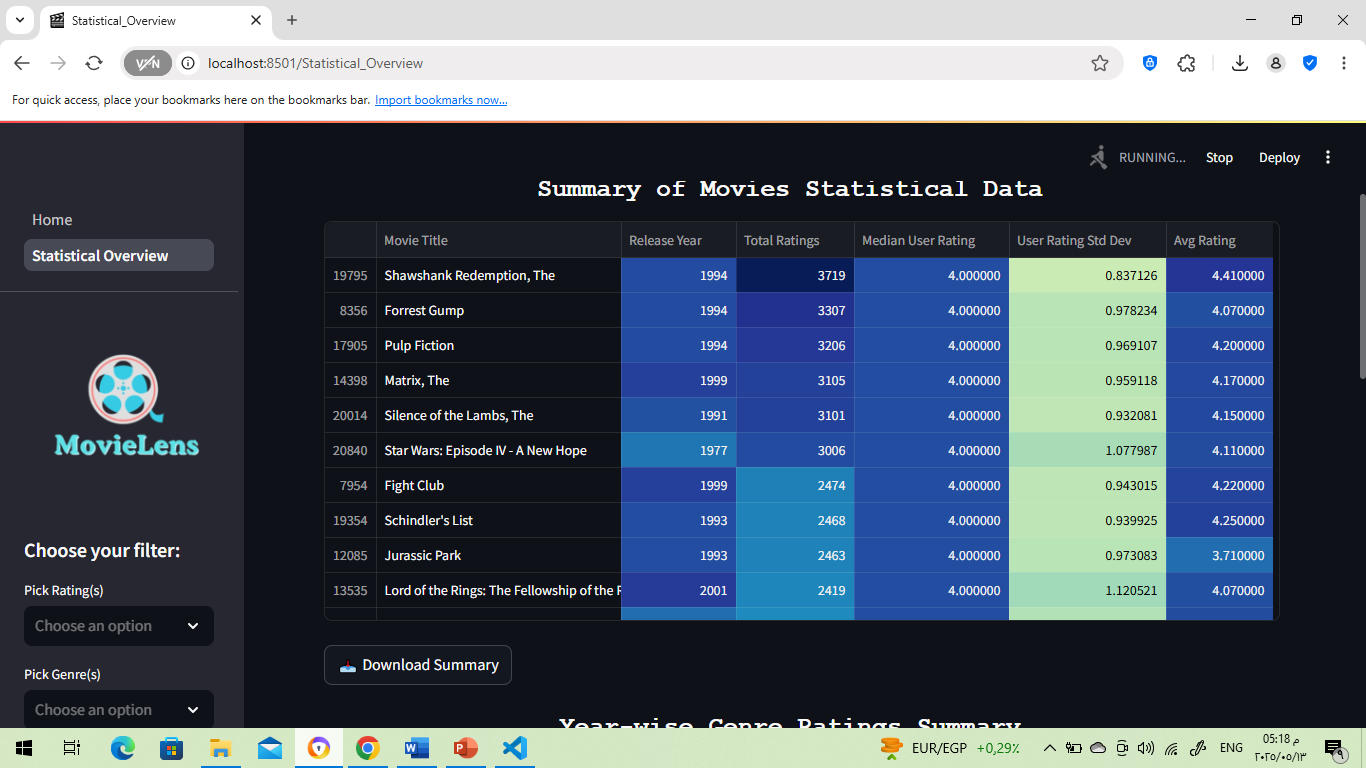 Statistical_Overview
VPN
localhost:8501/Statistical_Overview
For quick access, place your bookmarks here on the bookmarks bar. Import bookmarks now...
RUNNING... Stop Deploy
Home
Statistical Overview
MovieLens
Choose your filter:
Pick Rating(s)
Choose an option
Pick Genre(s)
Choose an option
Summary of Movies Statistical Data
Movie Title Release Year Total Ratings Median User Rating User Rating Std Dev Avg Rating
19795 Shawshank Redemption, The 1994 3719 4.000000 0.837126 4.410000
8356 Forrest Gump 1994 3307 4.000000 0.978234 4.070000
17905 Pulp Fiction 1994 3206 4.000000 0.969107 4.200000
14398 Matrix, The 1999 3105 4.000000 0.959118 4.170000
20014 Silence of the Lambs, The 1991 3101 4.000000 0.932081 4.150000
20840 Star Wars: Episode IV - A New Hope 1977 3006 4.000000 1.077987 4.110000
7954 Fight Club 1999 2474 4.000000 0.943015 4.220000
19354 Schindler's List 1993 2468 4.000000 0.939925 4.250000
12085 Jurassic Park 1993 2463 4.000000 0.973083 3.710000
13535 Lord of the Rings: The Fellowship of the 2001 2419 4.000000 1.120521 4.070000
Download Summary
Year-wise Genre Ratings Summary
EUR/EGP +0,29% ENG 05:18 م
٢٠٢٥/٠٥/١٣
٩